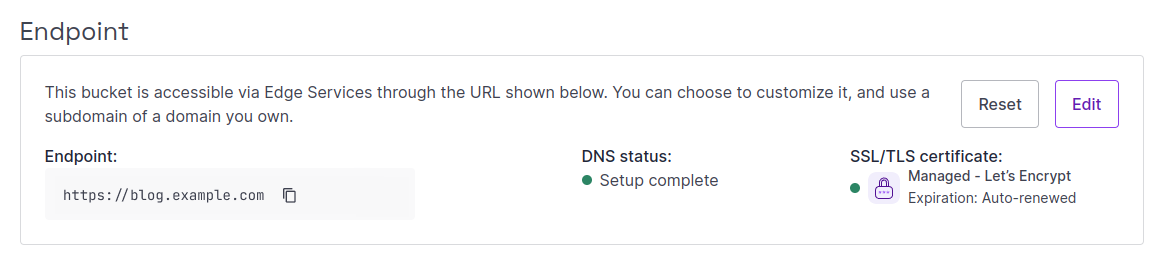 Endpoint
This bucket is accessible via Edge Services through the URL shown below. You can choose to customize it, and use a
subdomain of a domain you own.
Reset
Edit
Endpoint:
https://blog.example.com
DNS status:
Setup complete
SSL/TLS certificate:
Managed - Let’s Encrypt
Expiration: Auto-renewed